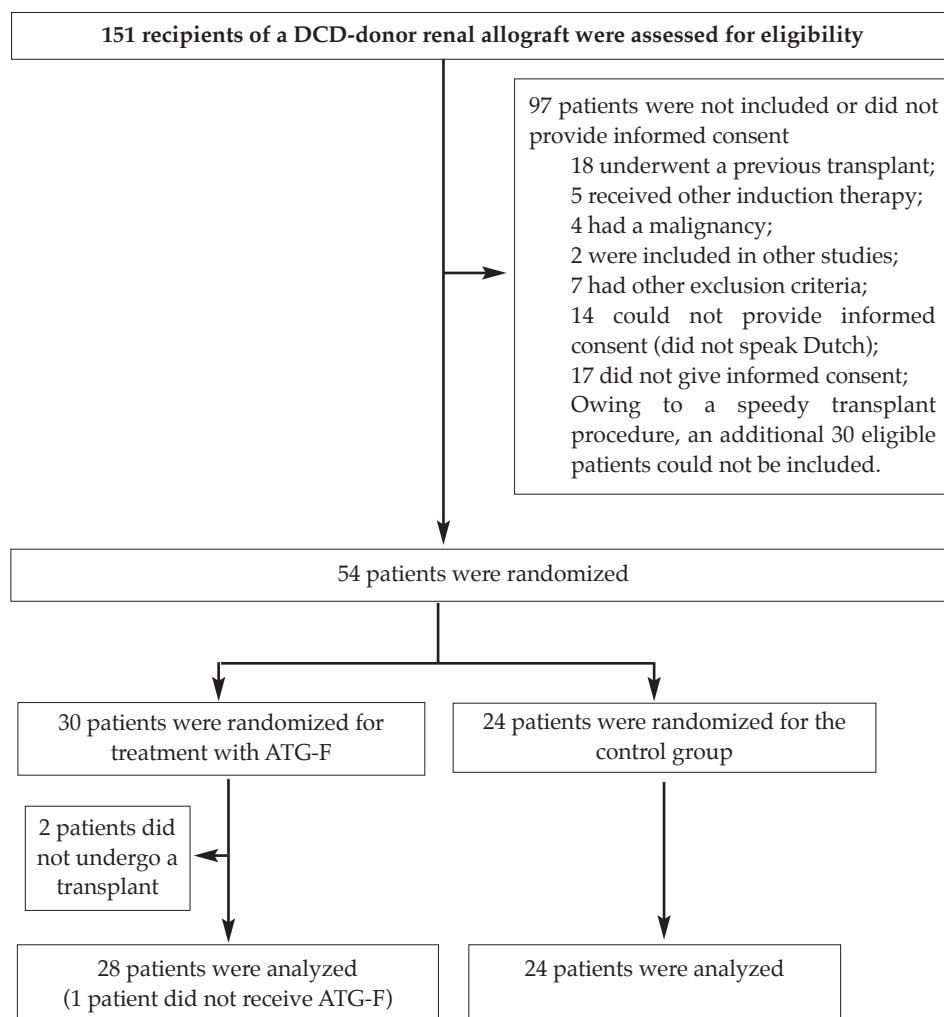 151 recipients of a DCD-donor renal allograft were assessed for eligibility
97 patients were not included or did not
provide informed consent
18 underwent a previous transplant;
5 received other induction therapy;
4 had a malignancy;
2 were included in other studies;
7 had other exclusion criteria;
14 could not provide informed
consent (did not speak Dutch);
17 did not give informed consent;
Owing to a speedy transplant
procedure, an additional 30 eligible
patients could not be included.
54 patients were randomized
30 patients were randomized for
treatment with ATG-F
24 patients were randomized for the
control group
2 patients did
not undergo a
transplant
28 patients were analyzed
(1 patient did not receive ATG-F)
24 patients were analyzed